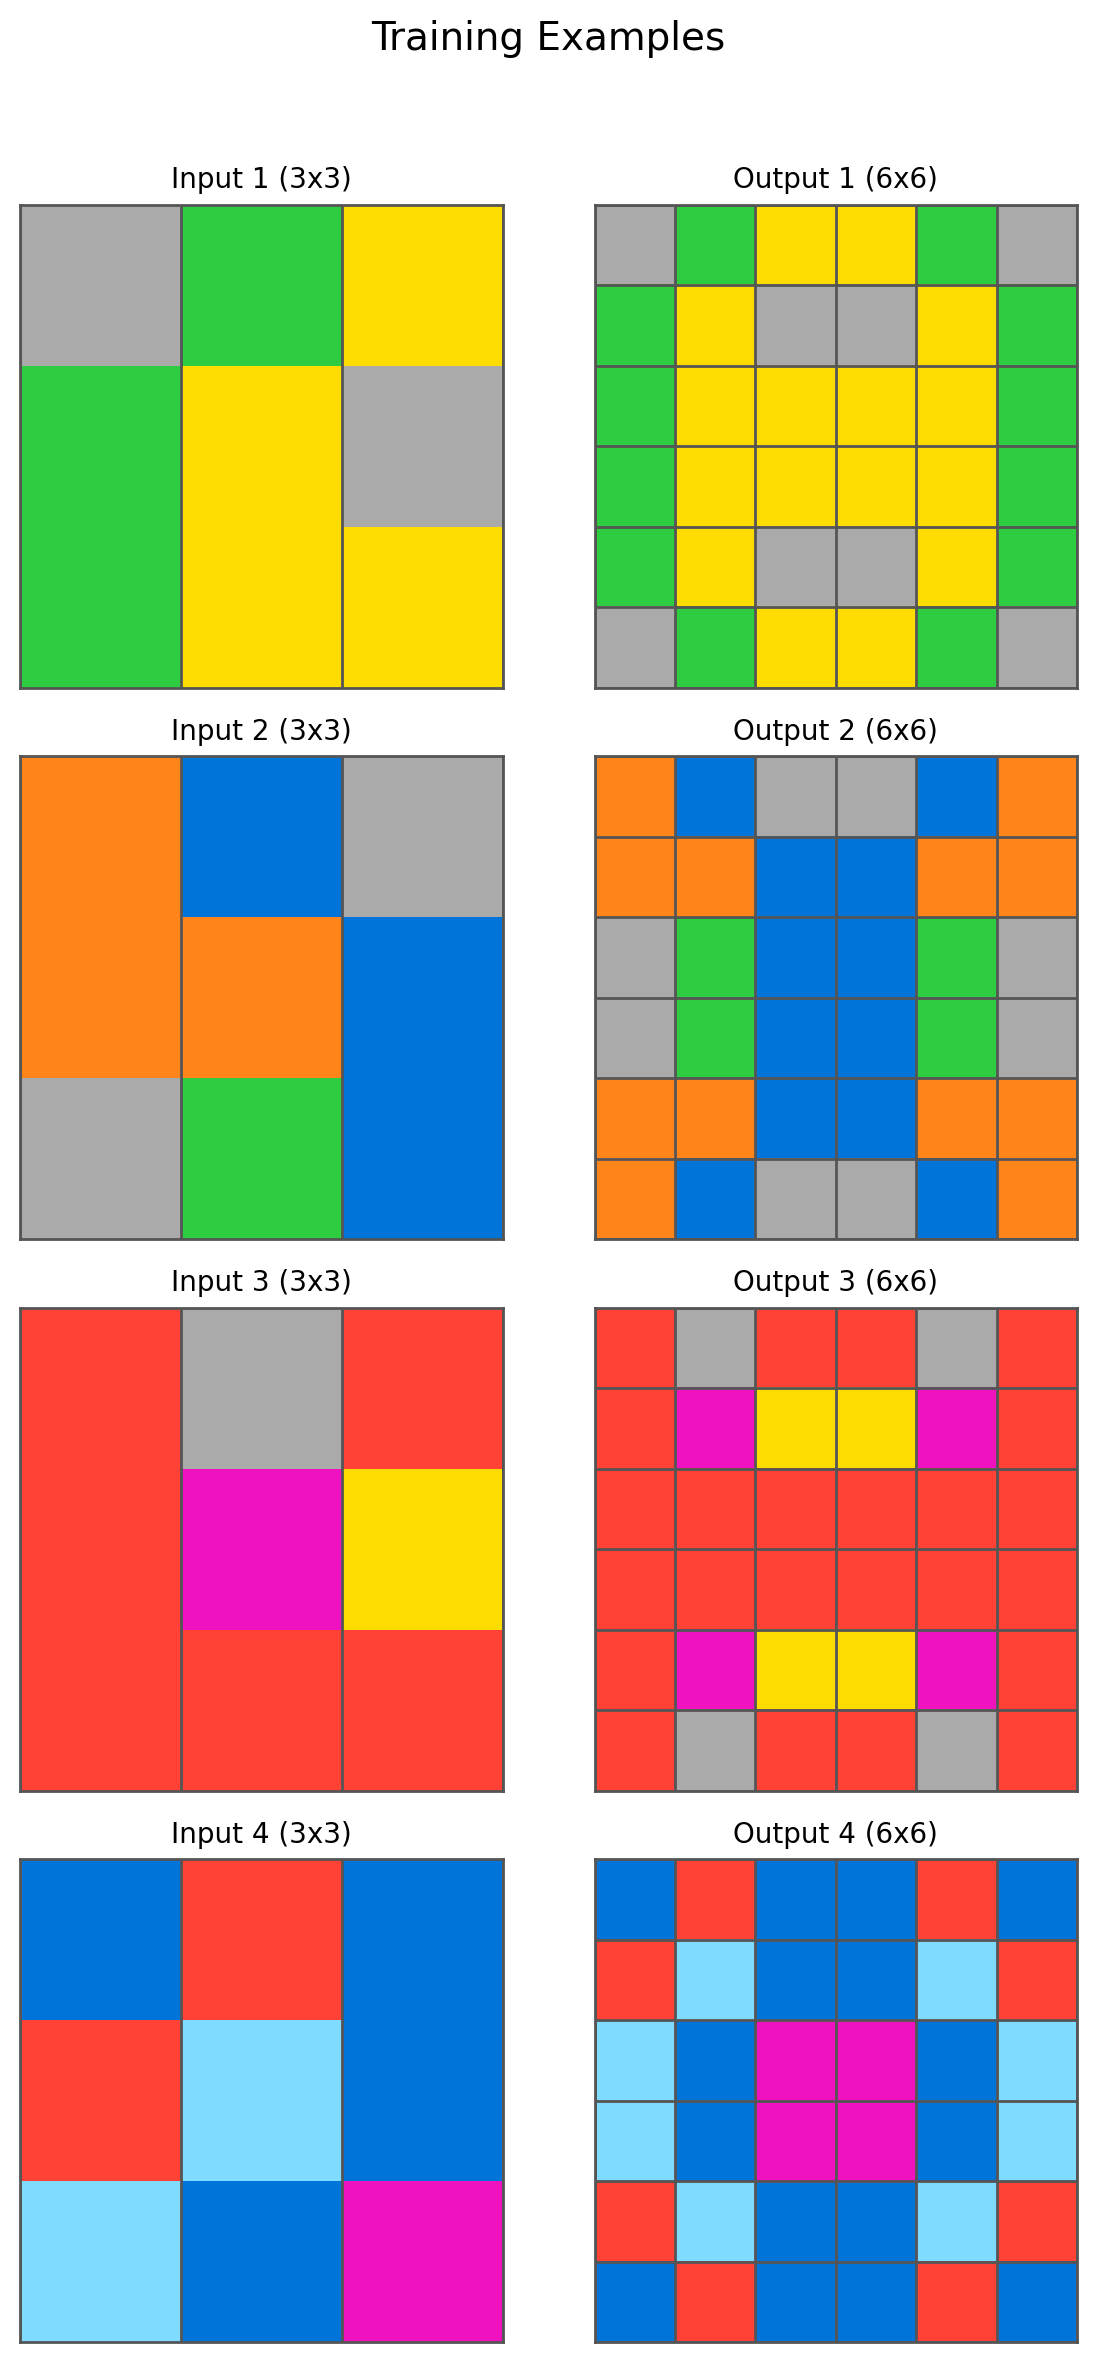 Training Examples
Input 1 (3x3)
Output 1 (6x6)
Input 2 (3x3)
Output 2 (6x6)
Input 3 (3x3)
Output 3 (6x6)
Input 4 (3x3)
Output 4 (6x6)